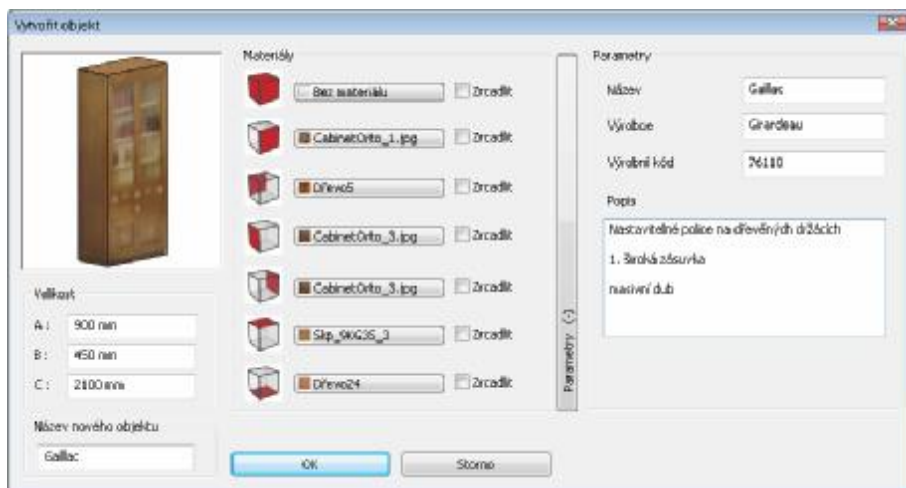 Vytvořit objekt
Materiály
Bez materiálu
Zrcadlit
CabinetOrto_1.jpg
Zrcadlit
Dřevo5
Zrcadlit
CabinetOrto_3.jpg
Zrcadlit
CabinetOrto_3.jpg
Zrcadlit
Skp_9KG35_3
Zrcadlit
Dřevo24
Zrcadlit
Velikost
A: 900 mm
B: 450 mm
C: 2100 mm
Název nového objektu
Gaillac
OK
Storno
Parametry (-)
Parametry
Název Gaillac
Výrobce Girardeau
Výrobní kód 76110
Popis
Nastavitelné police na dřevěných držácích
1. široká zásuvka
masivní dub